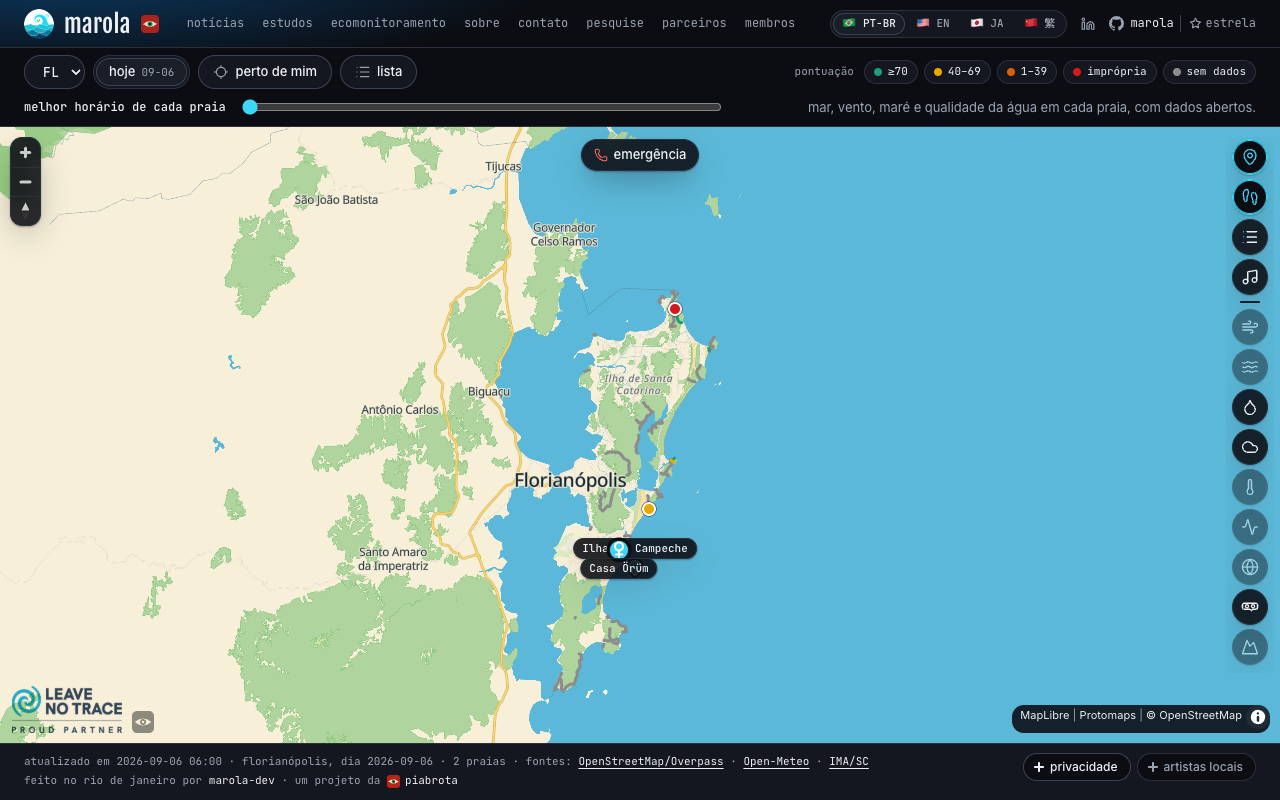 marola
notícias estudos ecomonitoramento sobre contato pesquise parceiros membros
PT-BR EN JA 繁
marola estrela
FL hoje 09-06 perto de mim lista
pontuação ≥70 40–69 1–39 imprópria sem dados
melhor horário de cada praia
mar, vento, maré e qualidade da água em cada praia, com dados abertos.
emergência
Tijucas
São João Batista
Governador
Celso Ramos
Ilha de Santa
Catarina
Biguaçu
Antônio Carlos
Florianópolis
Ilha Campeche
Casa Örüm
Santo Amaro
da Imperatriz
LEAVE
NO TRACE
PROUD PARTNER
MapLibre | Protomaps | © OpenStreetMap
atualizado em 2026-09-06 06:00 · florianópolis, dia 2026-09-06 · 2 praias · fontes: OpenStreetMap/Overpass · Open-Meteo · IMA/SC
feito no rio de janeiro por marola-dev · um projeto da piabrota
+ privacidade + artistas locais